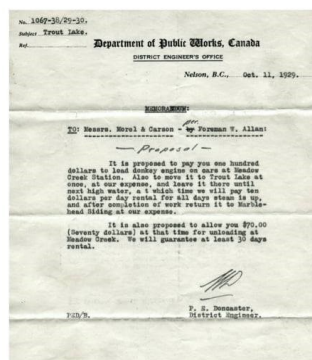 No. 1067-38/29-30.
Subject Trout Lake.
Ref.
Department of Public Works, Canada
DISTRICT ENGINEER'S OFFICE
Nelson, B.C., Oct. 11, 1929.
MEMORANDUM:
TO: Messrs. Morel & Carson - by per. Foreman W. Allan:
- Proposal -
It is proposed to pay you one hundred
dollars to load donkey engine on cars at Meadow
Creek Station. Also to move it to Trout Lake at
once, at our expense, and leave it there until
next high water, a t which time we will pay ten
dollars per day rental for all days steam is up,
and after completion of work return it to Marble-
head Siding at our expense.
It is also proposed to allow you $70.00
(Seventy dollars) at that time for unloading at
Meadow Creek. We will guarantee at least 30 days
rental.
P. E. Doncaster,
PED/B. District Engineer.